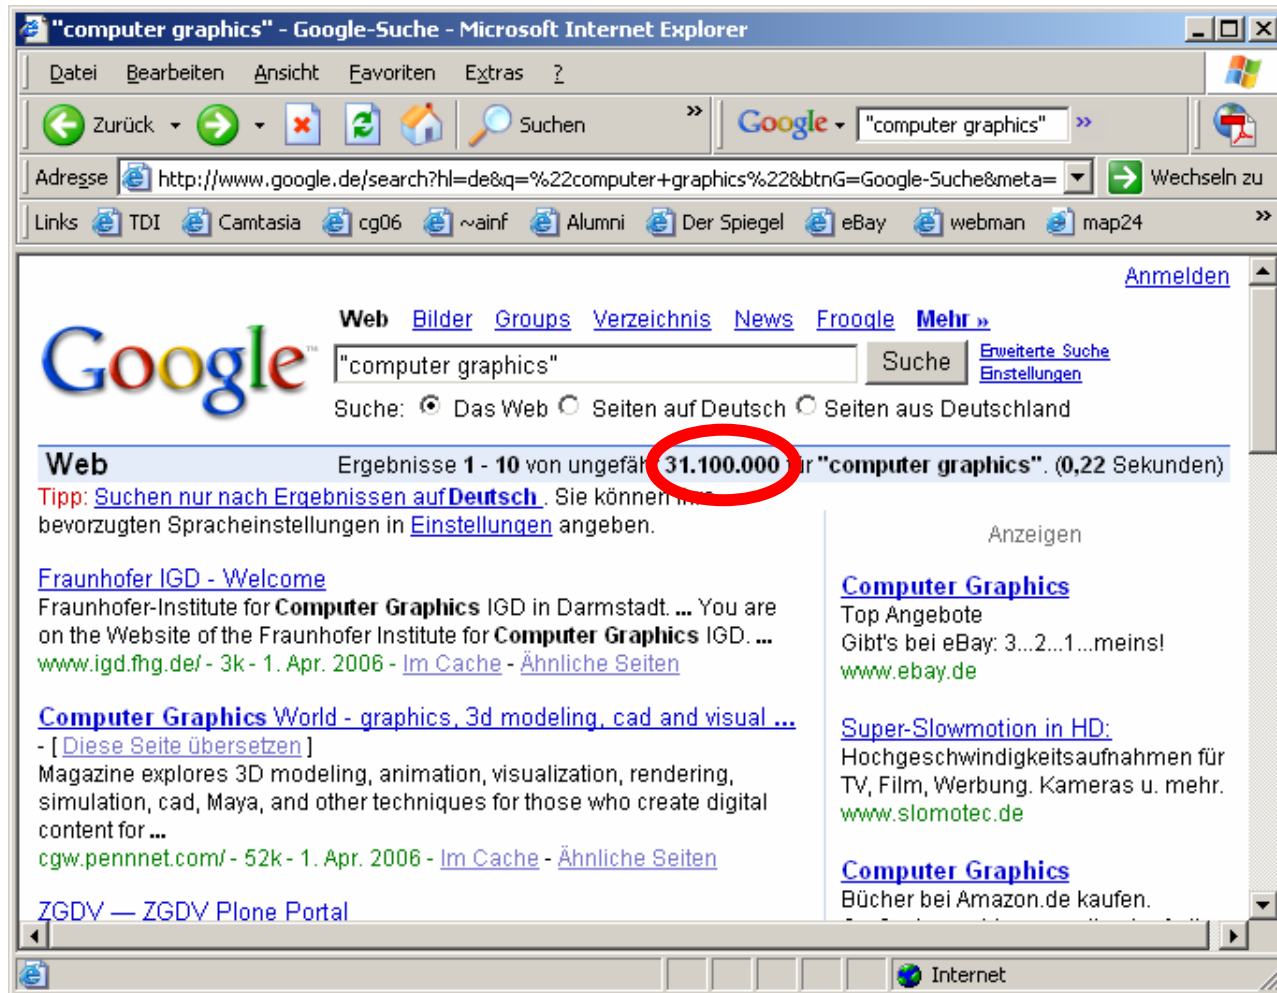 "computer graphics" - Google-Suche - Microsoft Internet Explorer
Datei Bearbeiten Ansicht Favoriten Extras ?
Zurück Suchen » Google "computer graphics" »
Adresse http://www.google.de/search?hl=de&q=%22computer+graphics%22&btnG=Google-Suche&meta= Wechseln zu
Links TDI Camtasia cg06 ~ainf Alumni Der Spiegel eBay webman map24 »
Anmelden
Web Bilder Groups Verzeichnis News Froogle Mehr »
Google™ "computer graphics" Suche Erweiterte Suche
Einstellungen
Suche: Das Web Seiten auf Deutsch Seiten aus Deutschland
Web Ergebnisse 1 - 10 von ungefähr 31.100.000 für "computer graphics". (0,22 Sekunden)
Tipp: Suchen nur nach Ergebnissen auf Deutsch . Sie können Ihre
bevorzugten Spracheinstellungen in Einstellungen angeben.
Fraunhofer IGD - Welcome
Fraunhofer-Institute for Computer Graphics IGD in Darmstadt. ... You are
on the Website of the Fraunhofer Institute for Computer Graphics IGD. ...
www.igd.fhg.de/ - 3k - 1. Apr. 2006 - Im Cache - Ähnliche Seiten
Computer Graphics World - graphics, 3d modeling, cad and visual ...
- [ Diese Seite übersetzen ]
Magazine explores 3D modeling, animation, visualization, rendering,
simulation, cad, Maya, and other techniques for those who create digital
content for ...
cgw.pennnet.com/ - 52k - 1. Apr. 2006 - Im Cache - Ähnliche Seiten
ZGDV — ZGDV Plone Portal
Anzeigen
Computer Graphics
Top Angebote
Gibt's bei eBay: 3...2...1...meins!
www.ebay.de
Super-Slowmotion in HD:
Hochgeschwindigkeitsaufnahmen für
TV, Film, Werbung. Kameras u. mehr.
www.slomotec.de
Computer Graphics
Bücher bei Amazon.de kaufen.
Internet